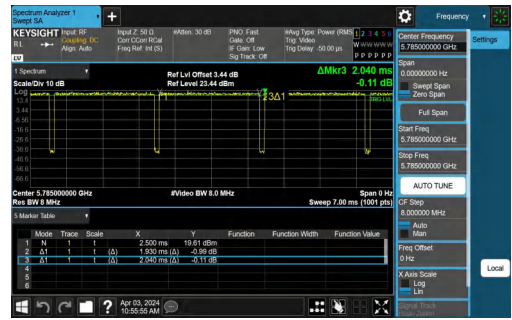 Spectrum Analyzer 1
Swept SA
+
Frequency
KEYSIGHT
Input: RF
Coupling: DC
Align: Auto
Input Z: 50 Ω
Corr CCorr RCal
Freq Ref: Int (S)
#Atten: 30 dB
PNO: Fast
Gate: Off
IF Gain: Low
Sig Track: Off
#Avg Type: Power (RMS
Trig: Video
Trig Delay: -50.00 µs
1 2 3 4 5 6
W W W W W W
P P P P P P
RL
LV
Center Frequency
5.785000000 GHz
Settings
1 Spectrum
Scale/Div 10 dB
Ref Lvl Offset 3.44 dB
Ref Level 23.44 dBm
ΔMkr3 2.040 ms
-0.11 dB
Log
13.4
3.44
-6.56
-16.6
-26.6
-36.6
-46.6
-56.6
-66.6
3Δ1
TRIG LVL
Span
0.00000000 Hz
Swept Span
Zero Span
Full Span
Start Freq
5.785000000 GHz
Stop Freq
5.785000000 GHz
AUTO TUNE
Center 5.785000000 GHz
Res BW 8 MHz
#Video BW 8.0 MHz
Span 0 Hz
Sweep 7.00 ms (1001 pts)
CF Step
8.000000 MHz
Auto
Man
Freq Offset
0 Hz
X Axis Scale
Log
Lin
Local
5 Marker Table
Mode Trace Scale X Y Function Function Width Function Value
1 N 1 t 2.500 ms 19.61 dBm
2 Δ1 1 t (Δ) 1.930 ms (Δ) -0.99 dB
3 Δ1 1 t (Δ) 2.040 ms (Δ) -0.11 dB
4
5
6
Signal Track
?
Apr 03, 2024
10:55:55 AM